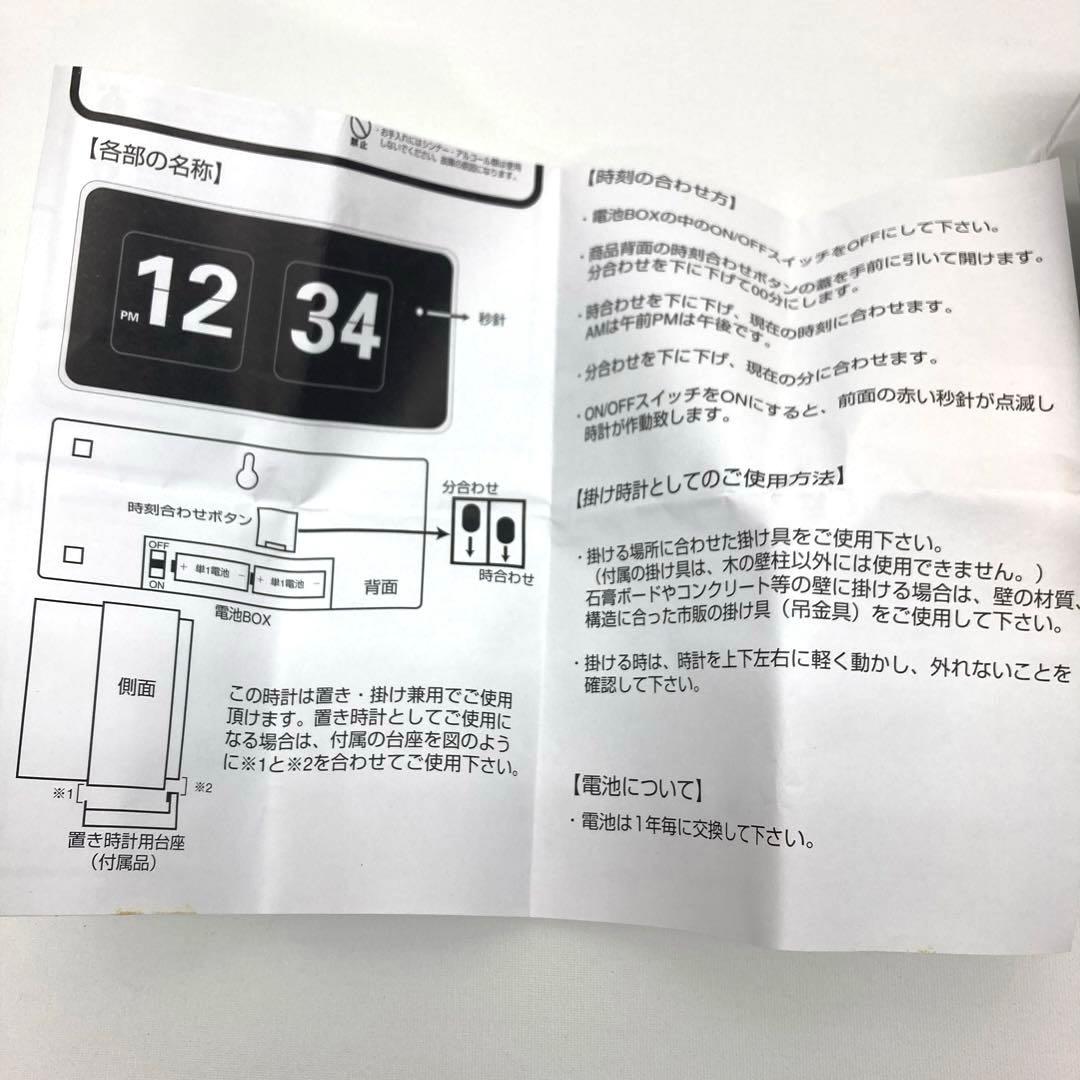 禁止
・お手入れにはシンナー・アルコール類は使用
しないでください。故障の原因になります。
【各部の名称】
PM 12 34
秒針
時刻合わせボタン
分合わせ
時合わせ
OFF
ON
+ 単1電池 -
+ 単1電池 -
電池BOX
背面
側面
※1
※2
置き時計用台座
(付属品)
この時計は置き・掛け兼用でご使用
頂けます。置き時計としてご使用に
なる場合は、付属の台座を図のよう
に※1と※2を合わせてご使用下さい。
【時刻の合わせ方】
・電池BOXの中のON/OFFスイッチをOFFにして下さい。
・商品背面の時刻合わせボタンの蓋を手前に引いて開けます。
分合わせを下に下げて00分にします。
・時合わせを下に下げ、現在の時刻に合わせます。
AMは午前PMは午後です。
・分合わせを下に下げ、現在の分に合わせます。
・ON/OFFスイッチをONにすると、前面の赤い秒針が点滅し
時計が作動致します。
【掛け時計としてのご使用方法】
・掛ける場所に合わせた掛け具をご使用下さい。
(付属の掛け具は、木の壁柱以外には使用できません。)
石膏ボードやコンクリート等の壁に掛ける場合は、壁の材質、
構造に合った市販の掛け具(吊金具)をご使用して下さい。
・掛ける時は、時計を上下左右に軽く動かし、外れないことを
確認して下さい。
【電池について】
・電池は1年毎に交換して下さい。